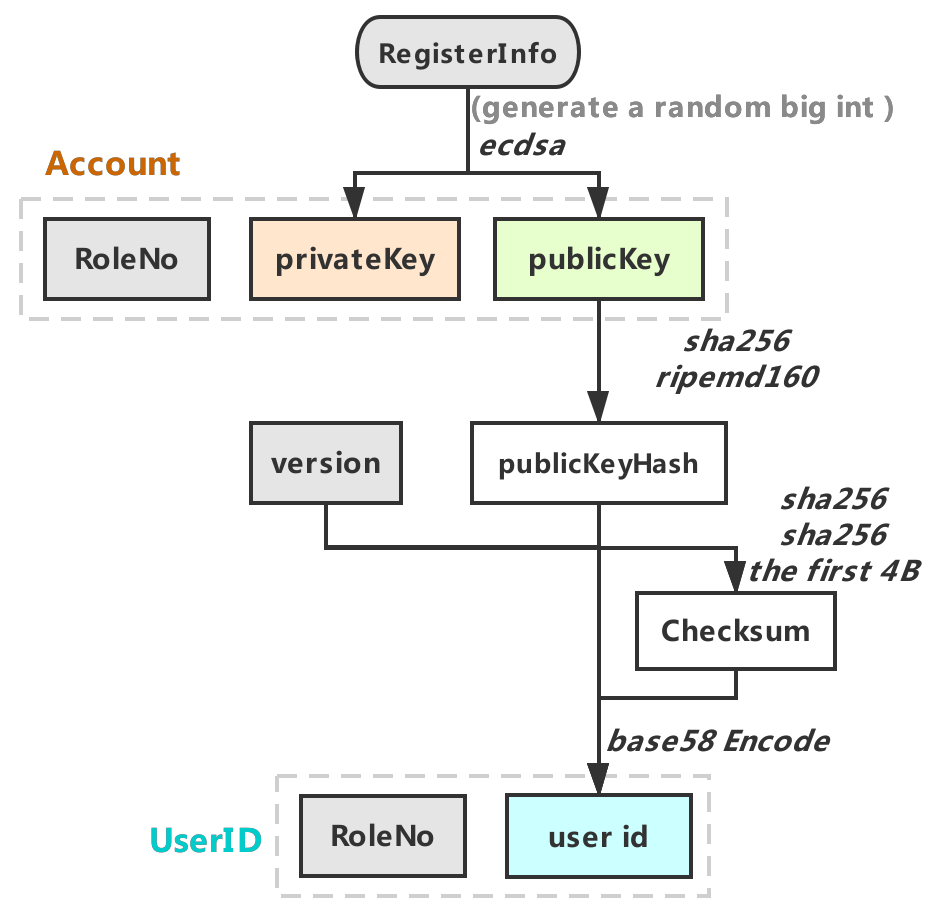 RegisterInfo
(generate a random big int )
ecdsa
Account
RoleNo
privateKey
publicKey
sha256
ripemd160
version
publicKeyHash
sha256
sha256
the first 4B
Checksum
base58 Encode
UserID
RoleNo
user id